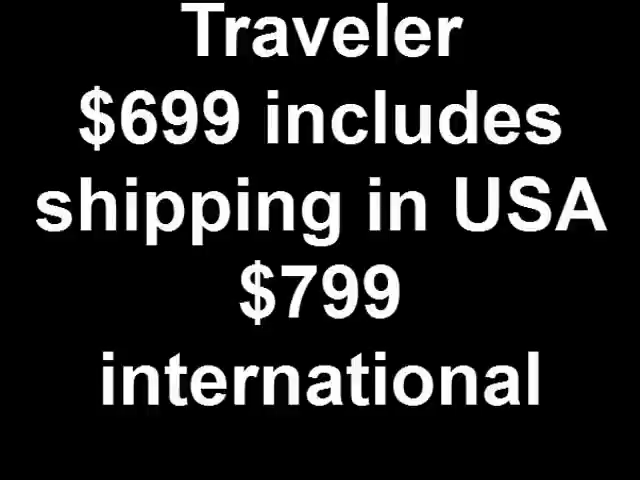 Traveler
$699 includes
shipping in USA
$799
international